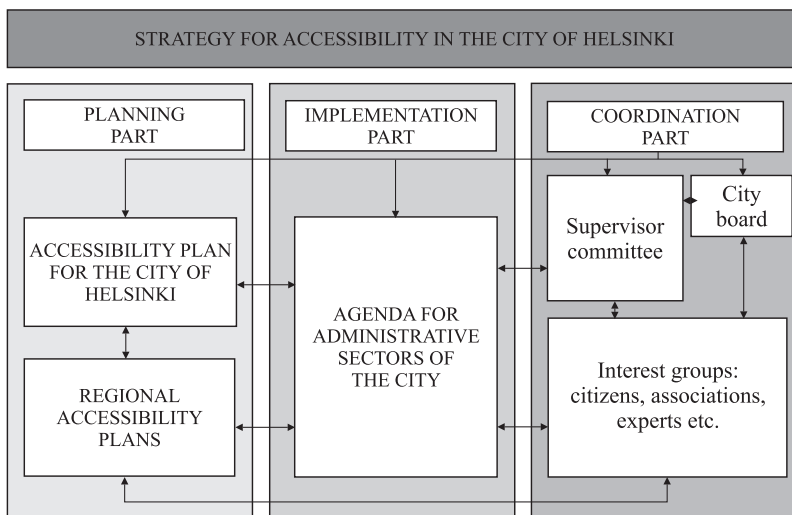 STRATEGY FOR ACCESSIBILITY IN THE CITY OF HELSINKI
PLANNING
PART
IMPLEMENTATION
PART
COORDINATION
PART
ACCESSIBILITY PLAN
FOR THE CITY OF
HELSINKI
REGIONAL
ACCESSIBILITY
PLANS
AGENDA FOR
ADMINISTRATIVE
SECTORS OF
THE CITY
Supervisor
committee
City
board
Interest groups:
citizens, associations,
experts etc.